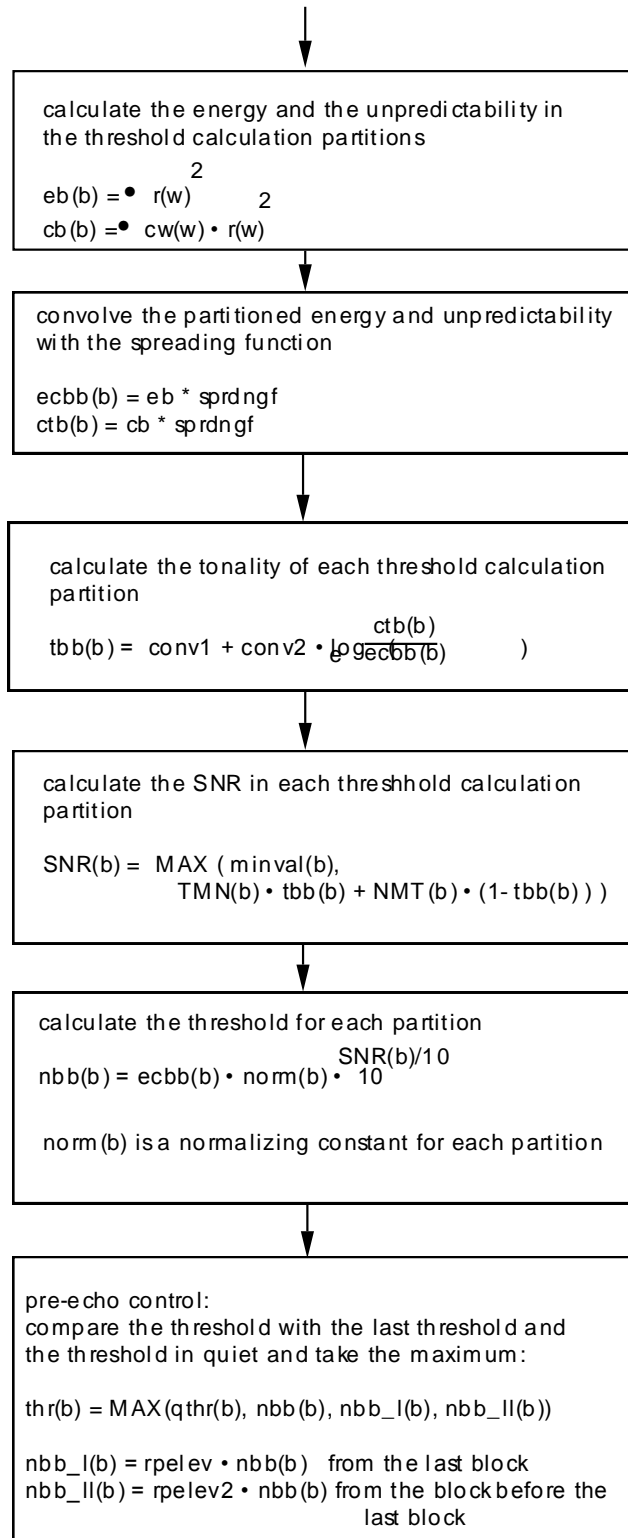 calculate the energy and the unpredictability in
the threshold calculation partitions
eb(b) = • r(w)²
cb(b) = • cw(w) • r(w)²
convolve the partitioned energy and unpredictability
with the spreading function
ecbb(b) = eb * sprdngf
ctb(b) = cb * sprdngf
calculate the tonality of each threshold calculation
partition
tbb(b) = conv1 + conv2 • logₑ( ctb(b) / ecbb(b) )
calculate the SNR in each threshhold calculation
partition
SNR(b) = MAX ( minval(b),
TMN(b) • tbb(b) + NMT(b) • (1- tbb(b) ) )
calculate the threshold for each partition
nbb(b) = ecbb(b) • norm(b) • 10^SNR(b)/10
norm(b) is a normalizing constant for each partition
pre-echo control:
compare the threshold with the last threshold and
the threshold in quiet and take the maximum:
thr(b) = MAX(qthr(b), nbb(b), nbb_l(b), nbb_ll(b))
nbb_l(b) = rpelev • nbb(b) from the last block
nbb_ll(b) = rpelev2 • nbb(b) from the block before the
last block